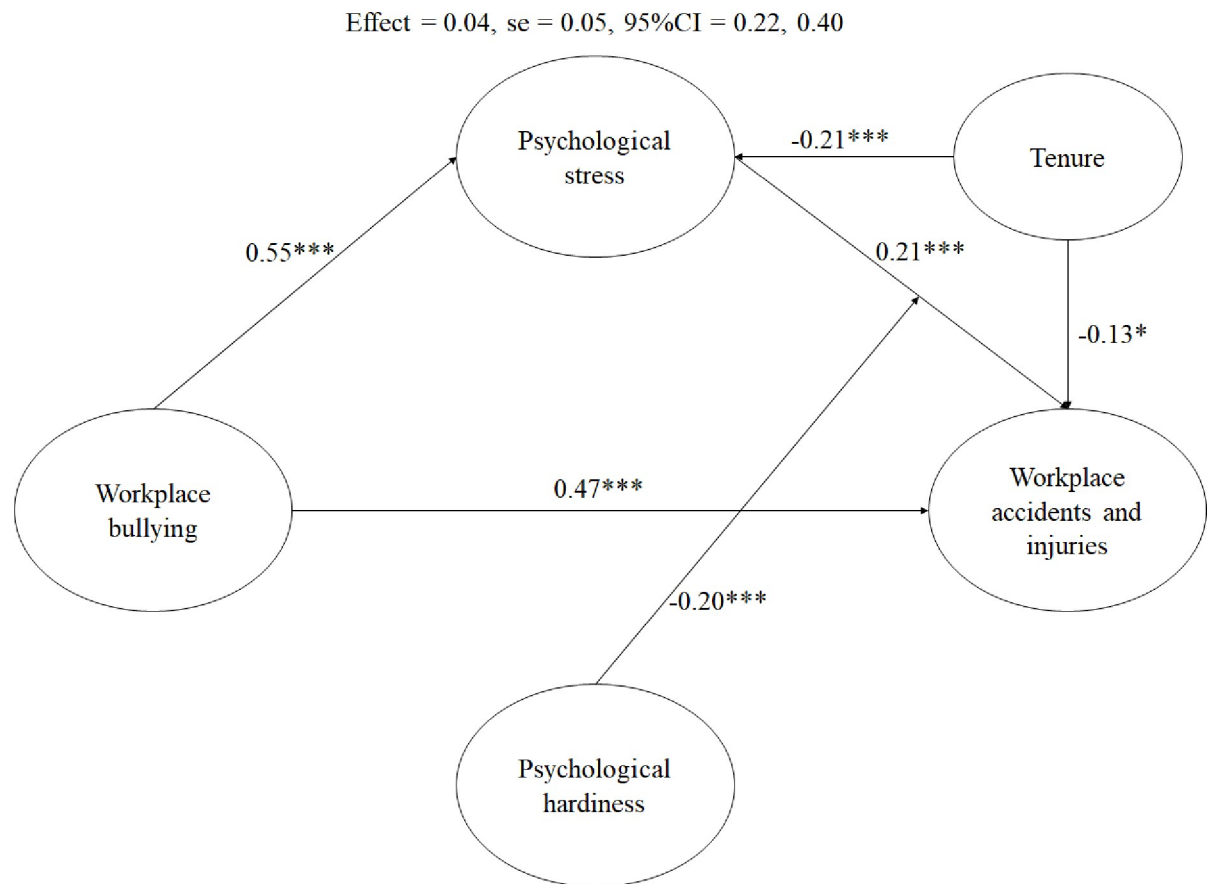 Effect = 0.04, se = 0.05, 95%CI = 0.22, 0.40
Psychological
stress
-0.21***
Tenure
0.55***
0.21***
-0.13*
Workplace
bullying
0.47***
Workplace
accidents and
injuries
-0.20***
Psychological
hardiness